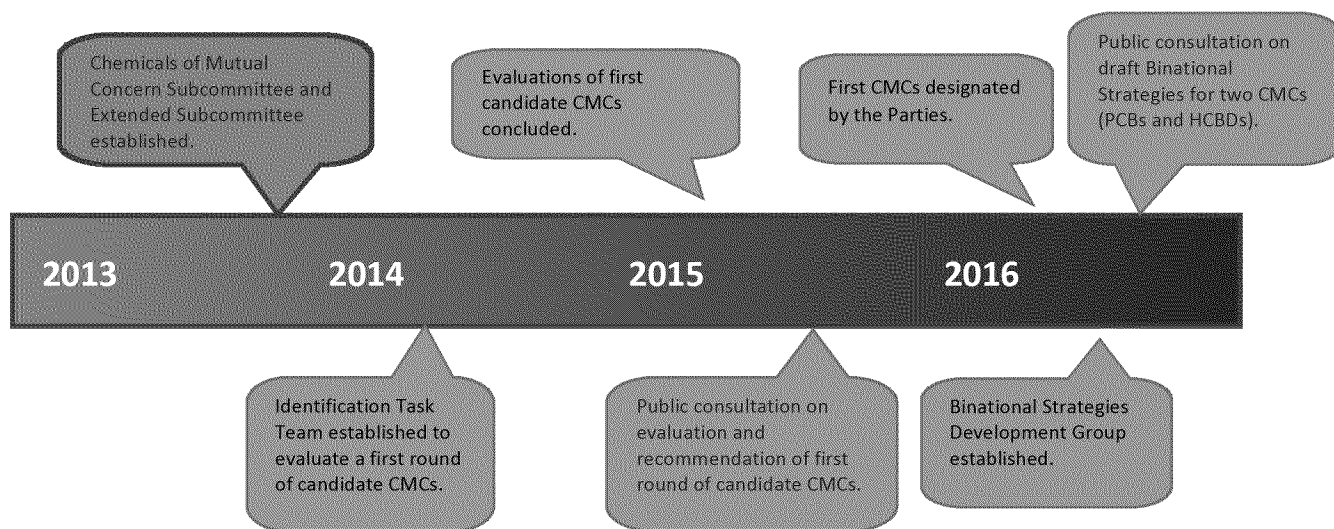 Chemicals of Mutual
Concern Subcommittee and
Extended Subcommittee
established.
Evaluations of first
candidate CMCs
concluded.
First CMCs designated
by the Parties.
Public consultation on
draft Binational
Strategies for two CMCs
(PCBs and HCBDs).
2013
2014
2015
2016
Identification Task
Team established to
evaluate a first round
of candidate CMCs.
Public consultation on
evaluation and
recommendation of first
round of candidate CMCs.
Binational Strategies
Development Group
established.